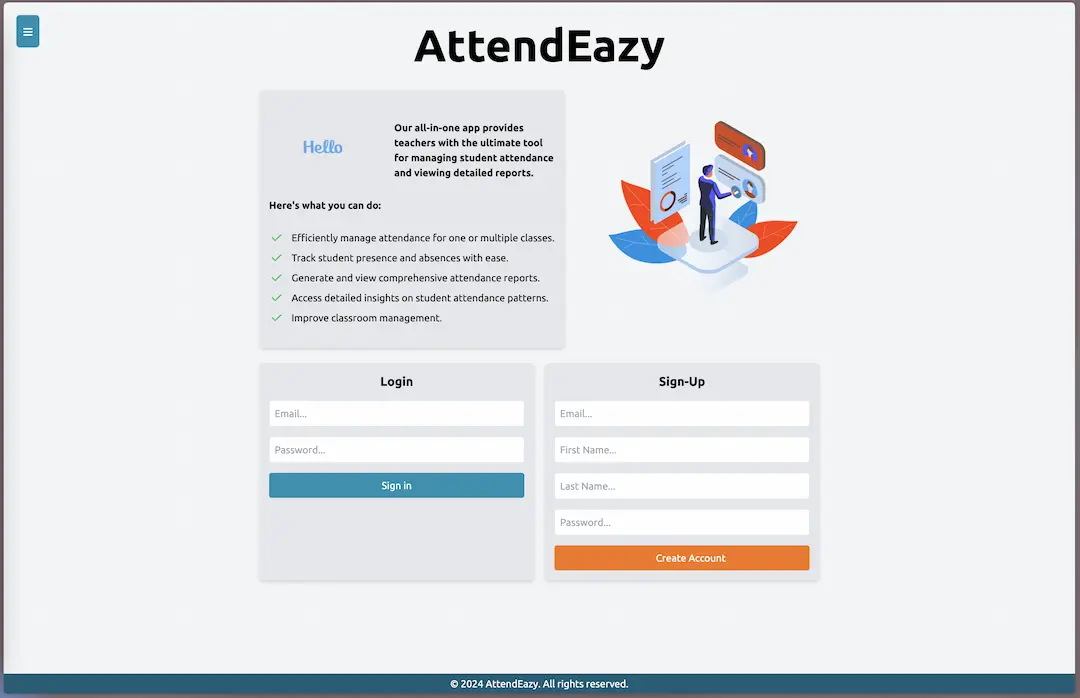 AttendEazy
Hello
Our all-in-one app provides
teachers with the ultimate tool
for managing student attendance
and viewing detailed reports.
Here's what you can do:
Efficiently manage attendance for one or multiple classes.
Track student presence and absences with ease.
Generate and view comprehensive attendance reports.
Access detailed insights on student attendance patterns.
Improve classroom management.
Login
Email...
Password...
Sign in
Sign-Up
Email...
First Name...
Last Name...
Password...
Create Account
© 2024 AttendEazy. All rights reserved.